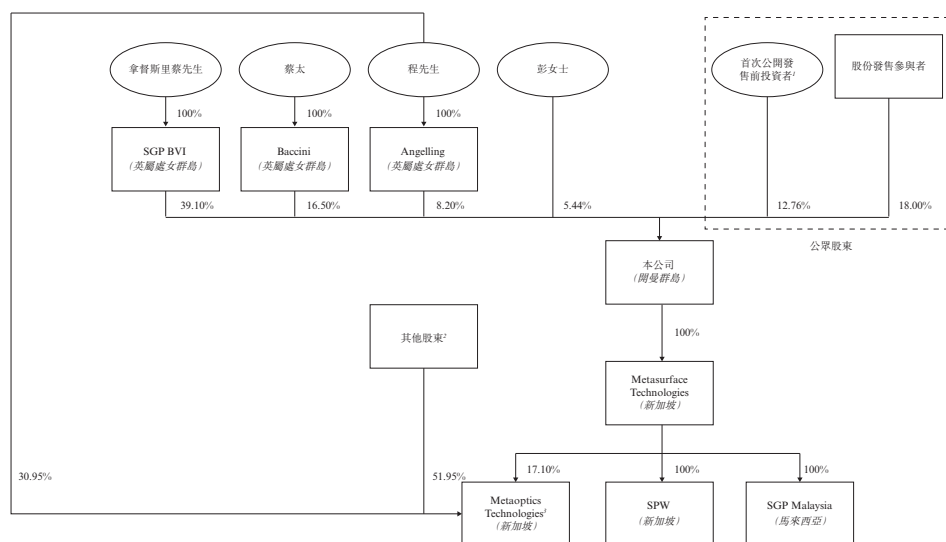 拿督斯里蔡先生
蔡太
程先生
彭女士
首次公開發
售前投資者1
股份發售參與者
100%
100%
100%
SGP BVI
(英屬處女群島)
Baccini
(英屬處女群島)
Angelling
(英屬處女群島)
39.10%
16.50%
8.20%
5.44%
12.76%
18.00%
公眾股東
本公司
(開曼群島)
其他股東2
100%
Metasurface
Technologies
(新加坡)
30.95%
51.95%
17.10%
100%
100%
Metaoptics
Technologies3
(新加坡)
SPW
(新加坡)
SGP Malaysia
(馬來西亞)